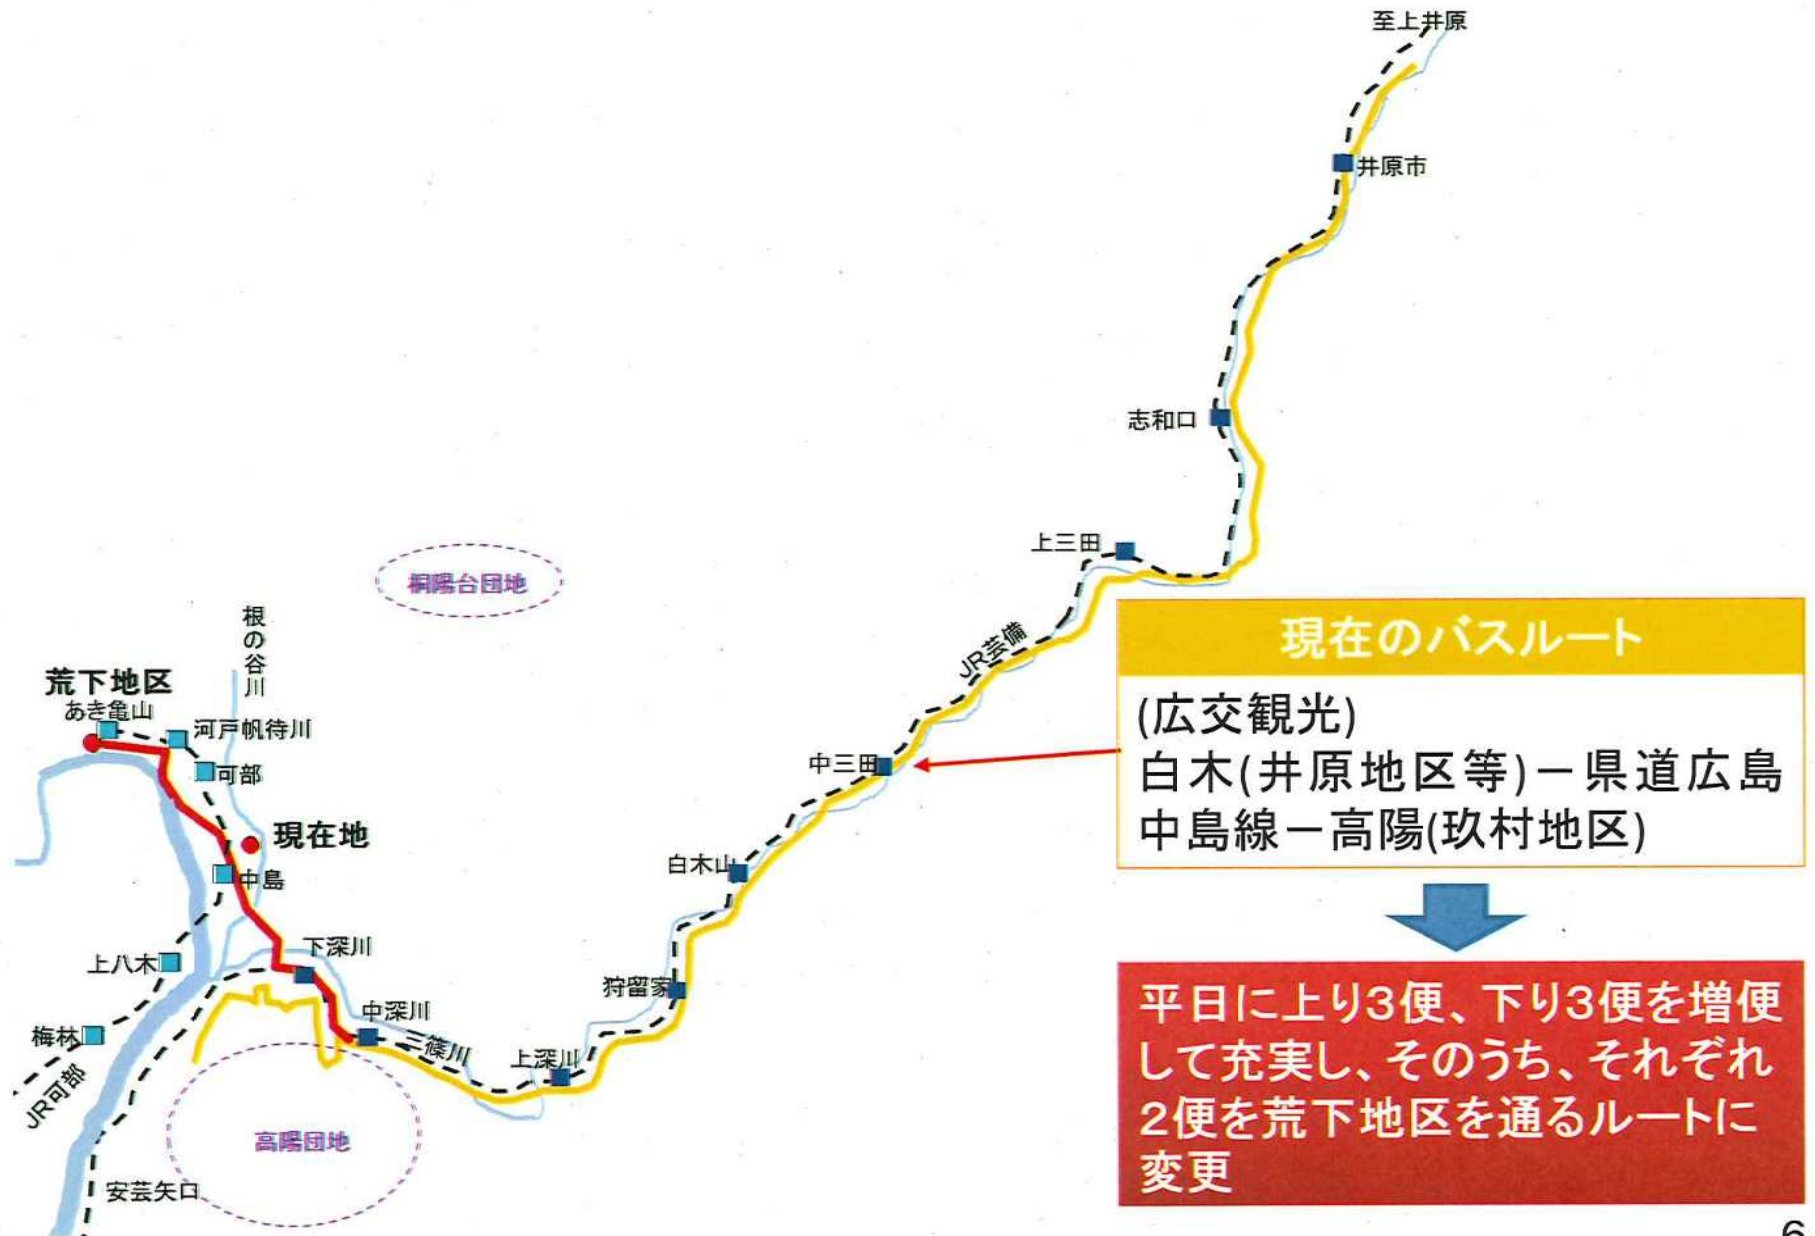 至上井原
井原市
志和口
上三田
桐陽台団地
根の谷川
JR芸備
現在のバスルート
荒下地区
あき亀山
河戸帆待川
(広交観光)
白木(井原地区等)－県道広島
中島線－高陽(玖村地区)
可部
中三田
現在地
白木山
中島
下深川
上八木
狩留家
平日に上り3便、下り3便を増便
して充実し、そのうち、それぞれ
2便を荒下地区を通るルートに
変更
中深川
梅林
三篠川
上深川
JR可部
高陽団地
安芸矢口
6